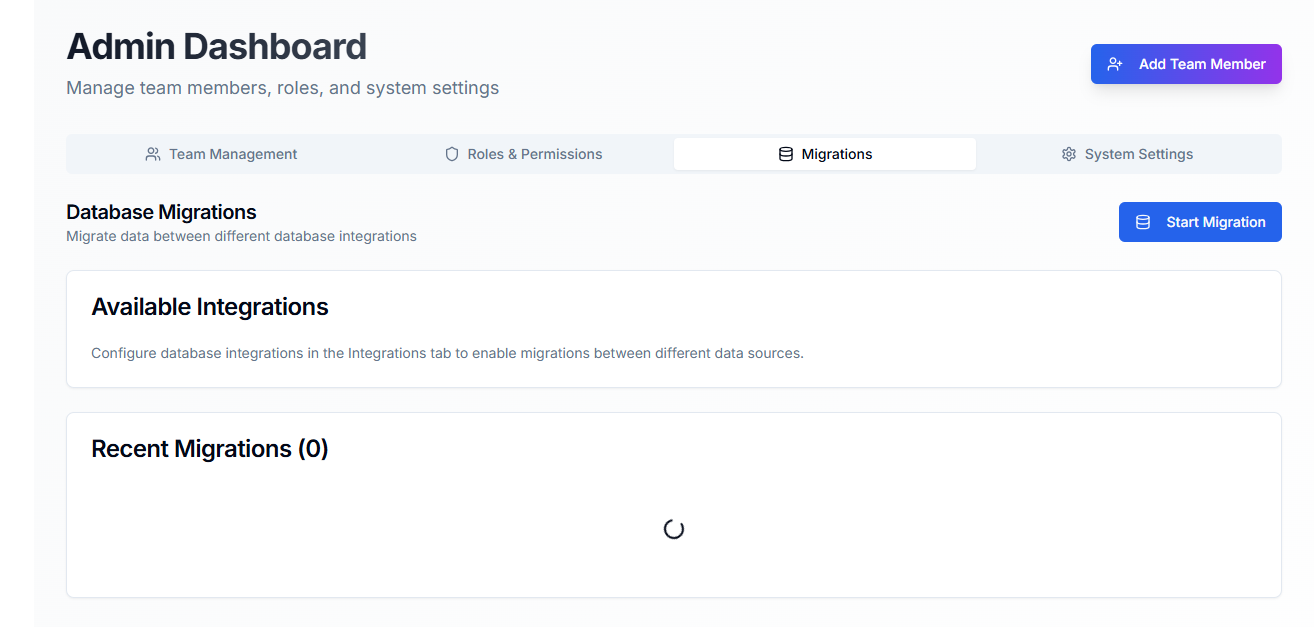 Admin Dashboard
Manage team members, roles, and system settings
Add Team Member
Team Management
Roles & Permissions
Migrations
System Settings
Database Migrations
Migrate data between different database integrations
Start Migration
Available Integrations
Configure database integrations in the Integrations tab to enable migrations between different data sources.
Recent Migrations (0)